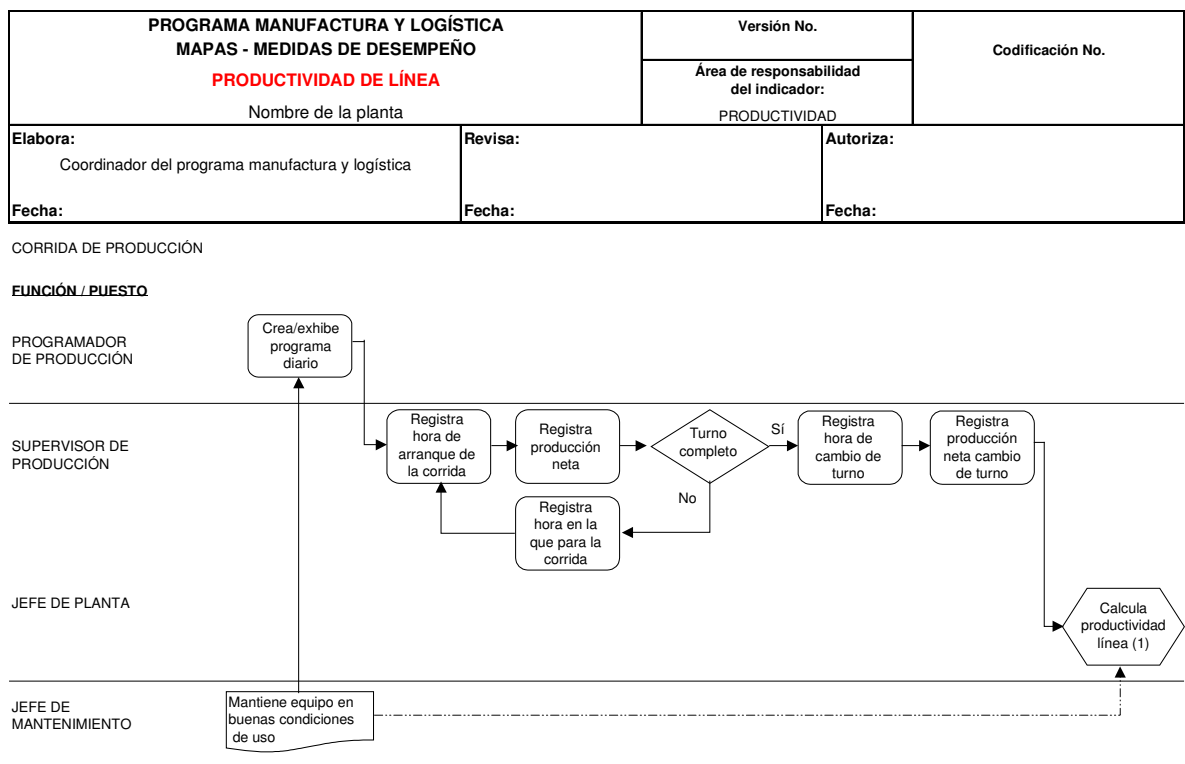 PROGRAMA MANUFACTURA Y LOGÍSTICA
MAPAS - MEDIDAS DE DESEMPEÑO
PRODUCTIVIDAD DE LÍNEA
Nombre de la planta
Versión No.
Área de responsabilidad
del indicador:
PRODUCTIVIDAD
Codificación No.
Elabora:
Coordinador del programa manufactura y logística
Fecha:
Revisa:
Fecha:
Autoriza:
Fecha:
CORRIDA DE PRODUCCIÓN
FUNCIÓN / PUESTO
PROGRAMADOR
DE PRODUCCIÓN
Crea/exhibe
programa
diario
SUPERVISOR DE
PRODUCCIÓN
Registra
hora de
arranque de
la corrida
Registra
producción
neta
Turno
completo
Sí
No
Registra
hora de
cambio de
turno
Registra
producción
neta cambio
de turno
Registra
hora en la
que para la
corrida
JEFE DE PLANTA
Calcula
productividad
línea (1)
JEFE DE
MANTENIMIENTO
Mantiene equipo en
buenas condiciones
de uso